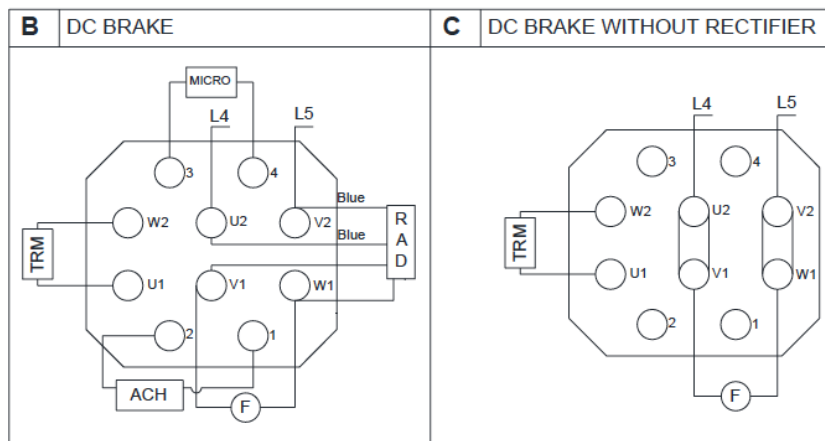 B DC BRAKE
MICRO
L4 L5
3 4
Blue
W2 U2 V2
Blue
RAD
TRM
U1 V1 W1
2 1
ACH
F
C DC BRAKE WITHOUT RECTIFIER
L4 L5
3 4
W2 U2 V2
TRM
U1 V1 W1
2 1
F